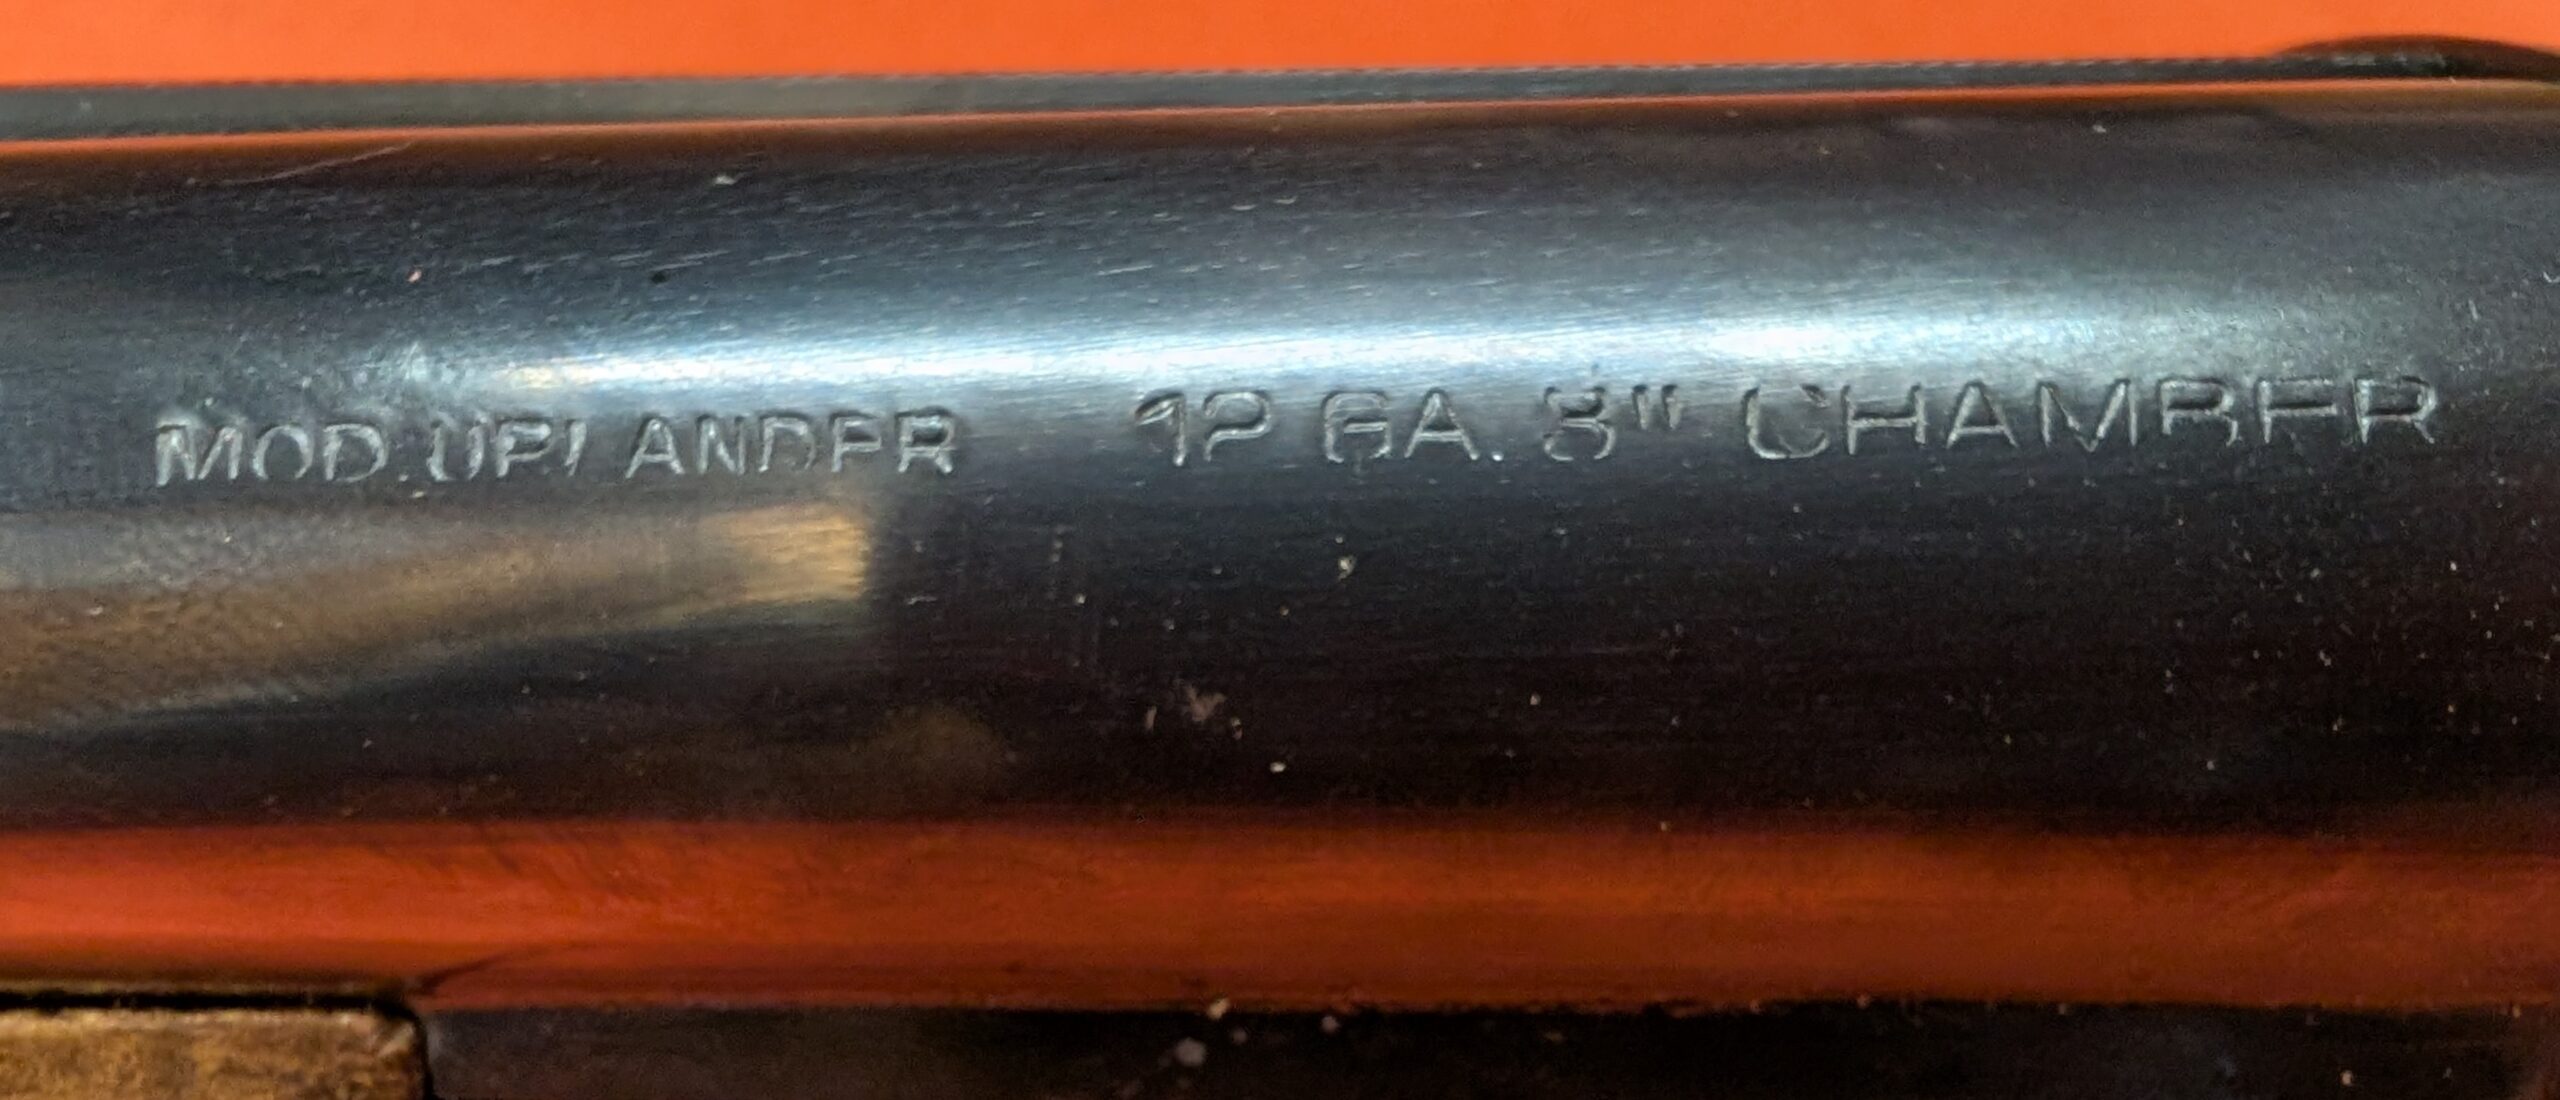 MOD. UPLANDER 12 GA. 3" CHAMBER